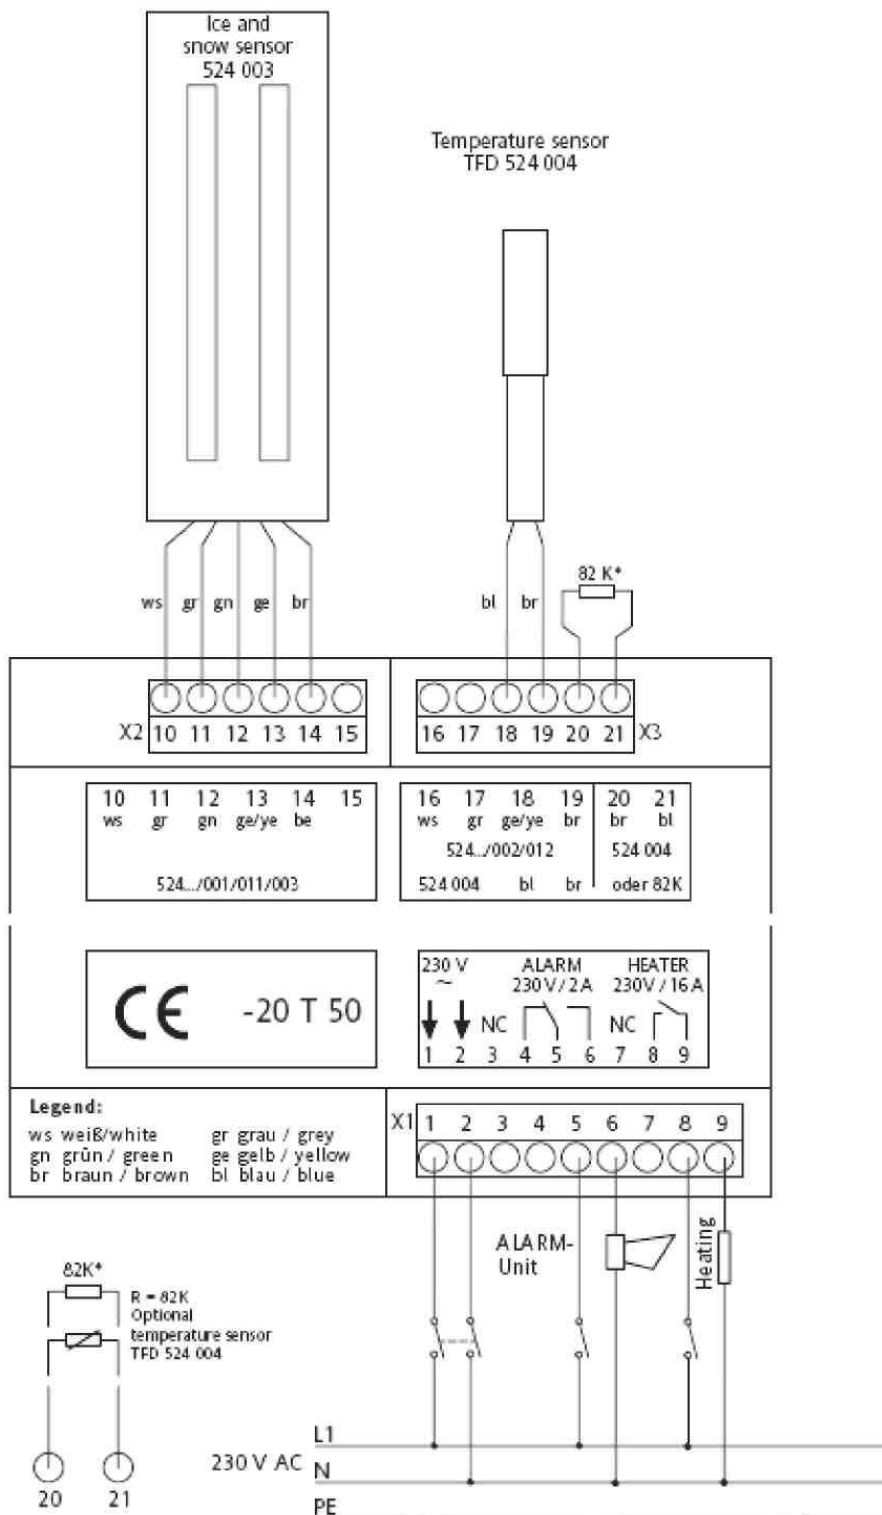 Ice and
snow sensor
524 003
Temperature sensor
TFD 524 004
82 K*
ws gr gn ge br
bl br
X2 10 11 12 13 14 15
16 17 18 19 20 21 X3
10 11 12 13 14 15
ws gr gn ge/ye be
524.../001/011/003
16 17 18 19 20 21
ws gr ge/ye br br bl
524../002/012 524 004
524 004 bl br oder 82K
CE -20 T 50
230 V ALARM HEATER
~ 230V/2A 230V/16A
NC NC
1 2 3 4 5 6 7 8 9
Legend:
ws weiß/white gr grau / grey
gn grün / green ge gelb / yellow
br braun / brown bl blau / blue
X1 1 2 3 4 5 6 7 8 9
ALARM-
Unit
Heating
82K*
R = 82K
Optional
temperature sensor
TFD 524 004
20 21
230 V AC
L1
N
PE